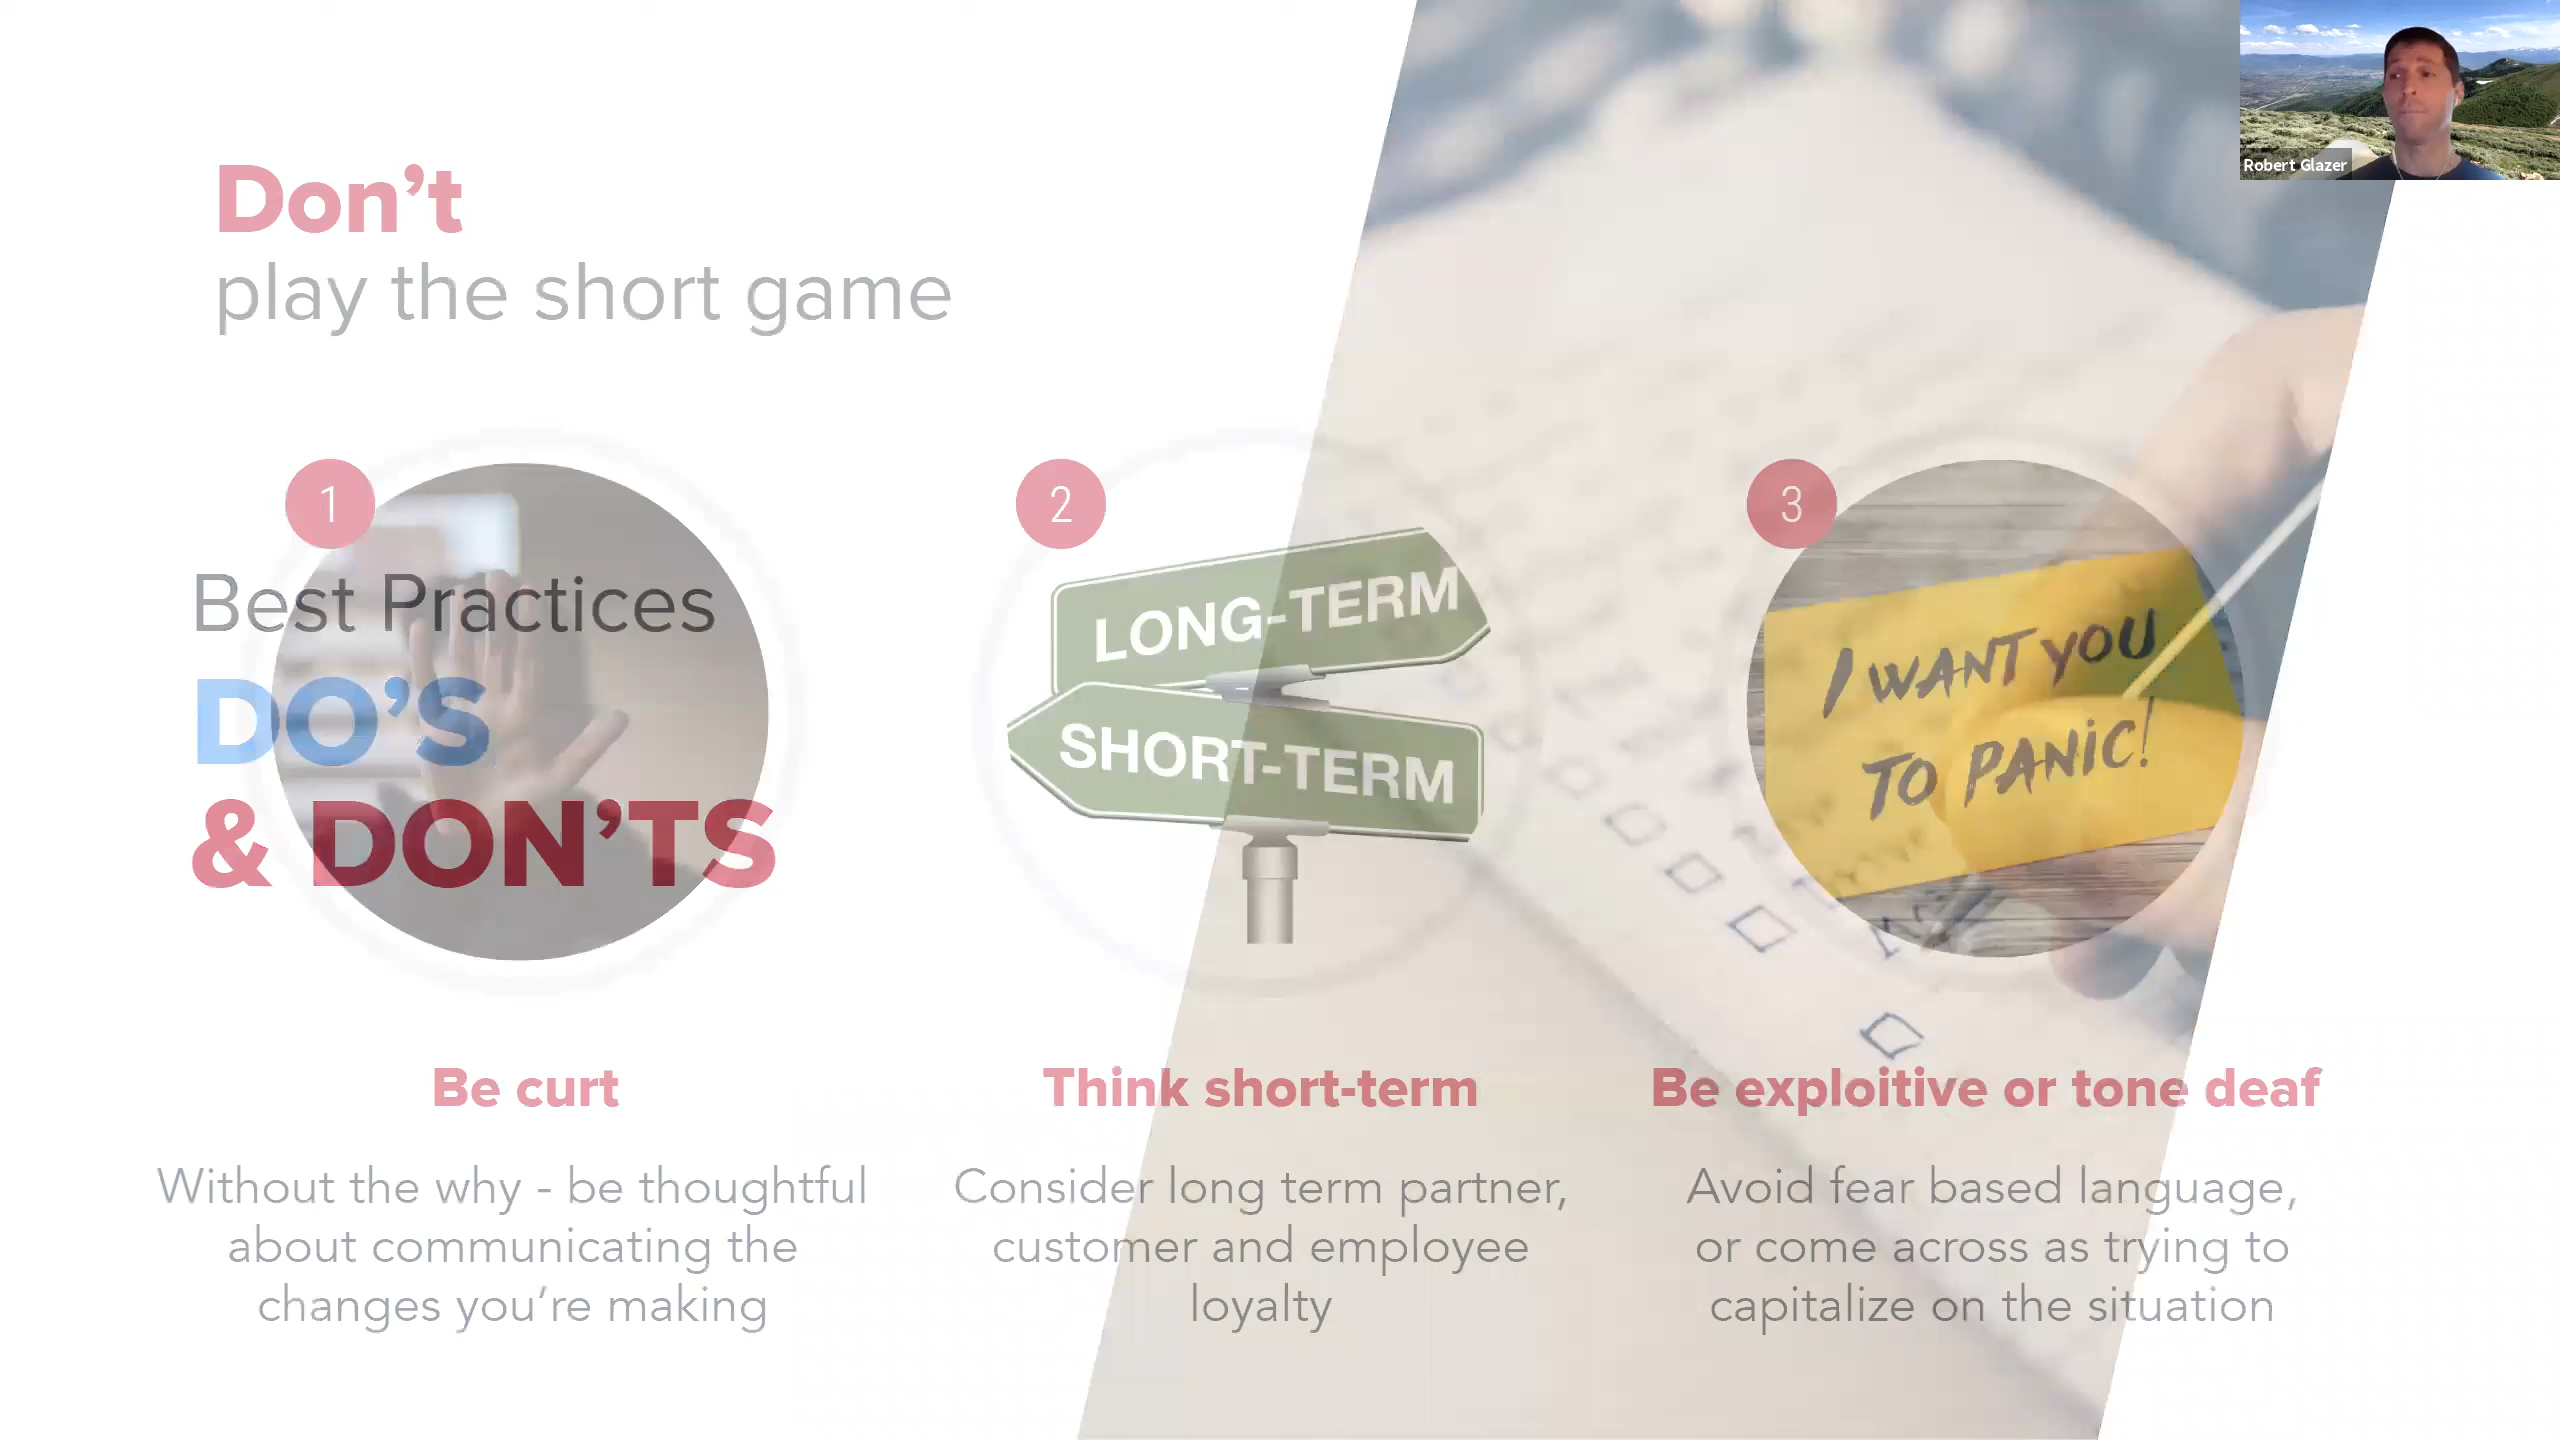 Robert Glazer
Don't
play the short game
1
2
3
Best Practices
DO'S
& DON'TS
LONG-TERM
SHORT-TERM
I WANT YOU
TO PANIC!
Be curt
Without the why - be thoughtful
about communicating the
changes you're making
Think short-term
Consider long term partner,
customer and employee
loyalty
Be exploitive or tone deaf
Avoid fear based language,
or come across as trying to
capitalize on the situation